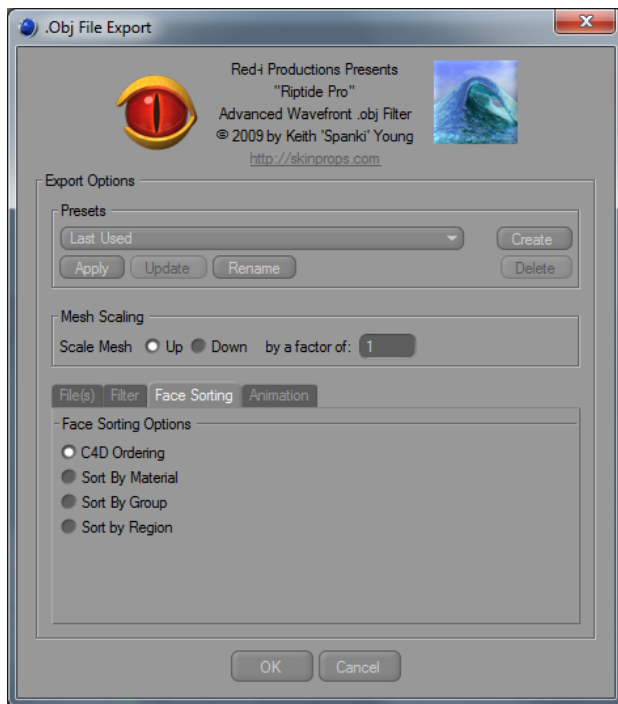 .Obj File Export
Red-i Productions Presents
"Riptide Pro"
Advanced Wavefront .obj Filter
© 2009 by Keith 'Spanki' Young
http://skinprops.com
Export Options
Presets
Last Used
Create
Apply
Update
Rename
Delete
Mesh Scaling
Scale Mesh Up Down by a factor of: 1
File(s) Filter Face Sorting Animation
Face Sorting Options
C4D Ordering
Sort By Material
Sort By Group
Sort by Region
OK
Cancel